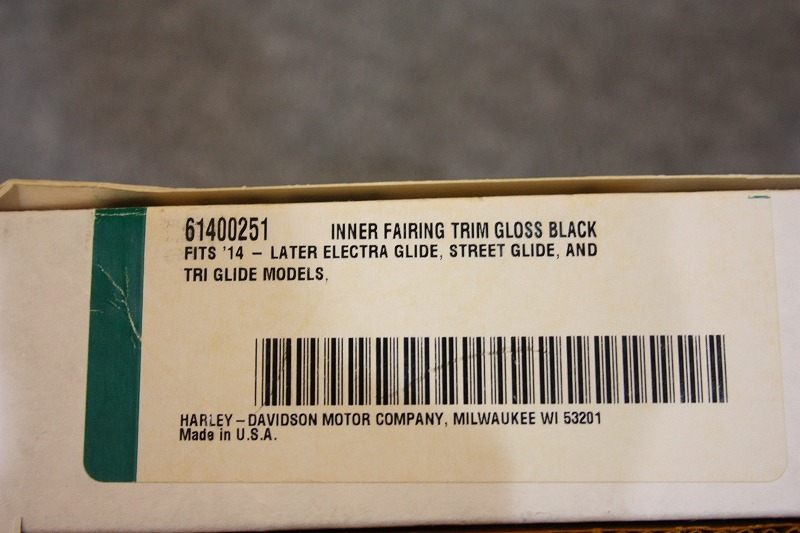 61400251 INNER FAIRING TRIM GLOSS BLACK
FITS '14 – LATER ELECTRA GLIDE, STREET GLIDE, AND
TRI GLIDE MODELS,
HARLEY – DAVIDSON MOTOR COMPANY, MILWAUKEE WI 53201
Made in U.S.A.